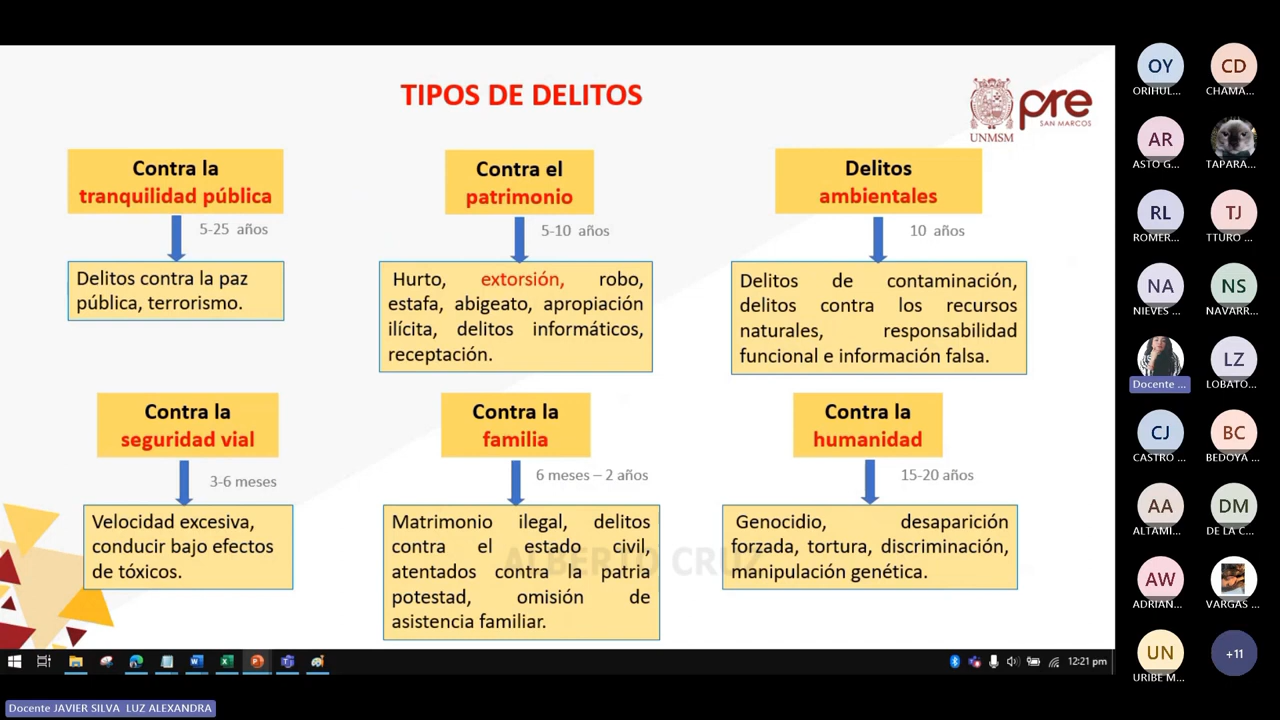 TIPOS DE DELITOS
UNMSM
pre
SAN MARCOS
Contra la
tranquilidad pública
5-25 años
Delitos contra la paz
pública, terrorismo.
Contra el
patrimonio
5-10 años
Hurto, extorsión, robo,
estafa, abigeato, apropiación
ilícita, delitos informáticos,
receptación.
Delitos
ambientales
10 años
Delitos de contaminación,
delitos contra los recursos
naturales, responsabilidad
funcional e información falsa.
Contra la
seguridad vial
3-6 meses
Velocidad excesiva,
conducir bajo efectos
de tóxicos.
Contra la
familia
6 meses – 2 años
Matrimonio ilegal, delitos
contra el estado civil,
atentados contra la patria
potestad, omisión de
asistencia familiar.
Contra la
humanidad
15-20 años
Genocidio, desaparición
forzada, tortura, discriminación,
manipulación genética.
ALBERTO CRUZ
12:21 pm
OY
ORIHUL...
CD
CHAMA...
AR
ASTO G...
TAPARA...
RL
ROMER...
TJ
TTURO ...
NA
NIEVES ...
NS
NAVARR...
Docente ...
LZ
LOBATO...
CJ
CASTRO ...
BC
BEDOYA ...
AA
ALTAMI...
DM
DE LA C...
AW
ADRIAN...
VARGAS ...
UN
URIBE M...
+11
Docente JAVIER SILVA LUZ ALEXANDRA